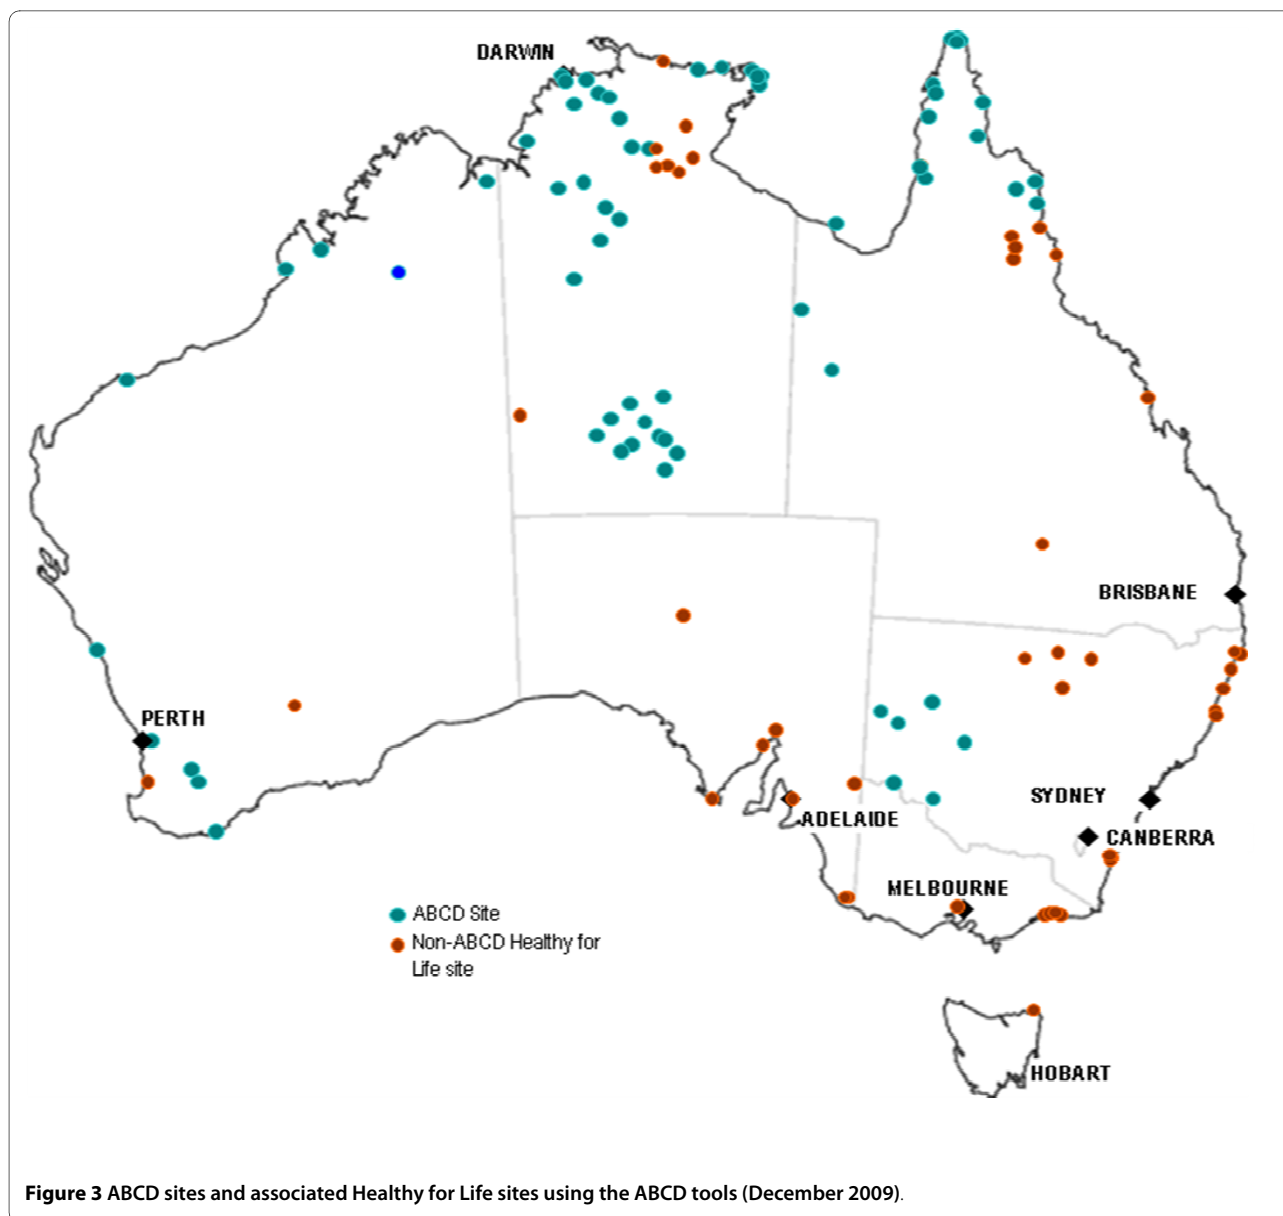 DARWIN
BRISBANE
PERTH
SYDNEY
ADELAIDE
CANBERRA
MELBOURNE
ABCD Site
Non-ABCD Healthy for
Life site
HOBART
Figure 3 ABCD sites and associated Healthy for Life sites using the ABCD tools (December 2009).